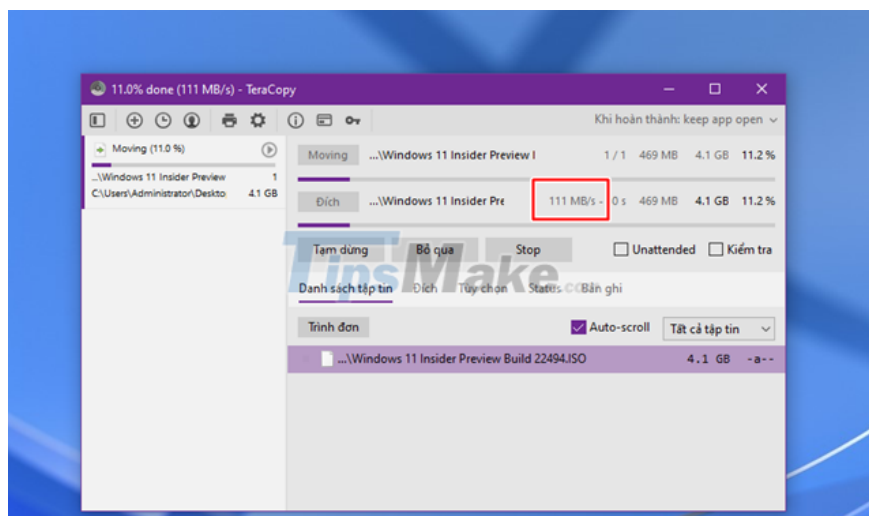 11.0% done (111 MB/s) - TeraCopy
Khi hoàn thành: keep app open
Moving (11.0 %)
...\Windows 11 Insider Preview 1
C:\Users\Administrator\Deskto 4.1 GB
Moving ...\Windows 11 Insider Preview I 1 / 1 469 MB 4.1 GB 11.2 %
Đích ...\Windows 11 Insider Pre 111 MB/s - 0 s 469 MB 4.1 GB 11.2 %
Tạm dừng Bỏ qua Stop Unattended Kiểm tra
TipsMake.com
Danh sách tập tin Đích Tùy chọn Status Bản ghi
Trình đơn Auto-scroll Tất cả tập tin
...\Windows 11 Insider Preview Build 22494.ISO 4.1 GB -a--